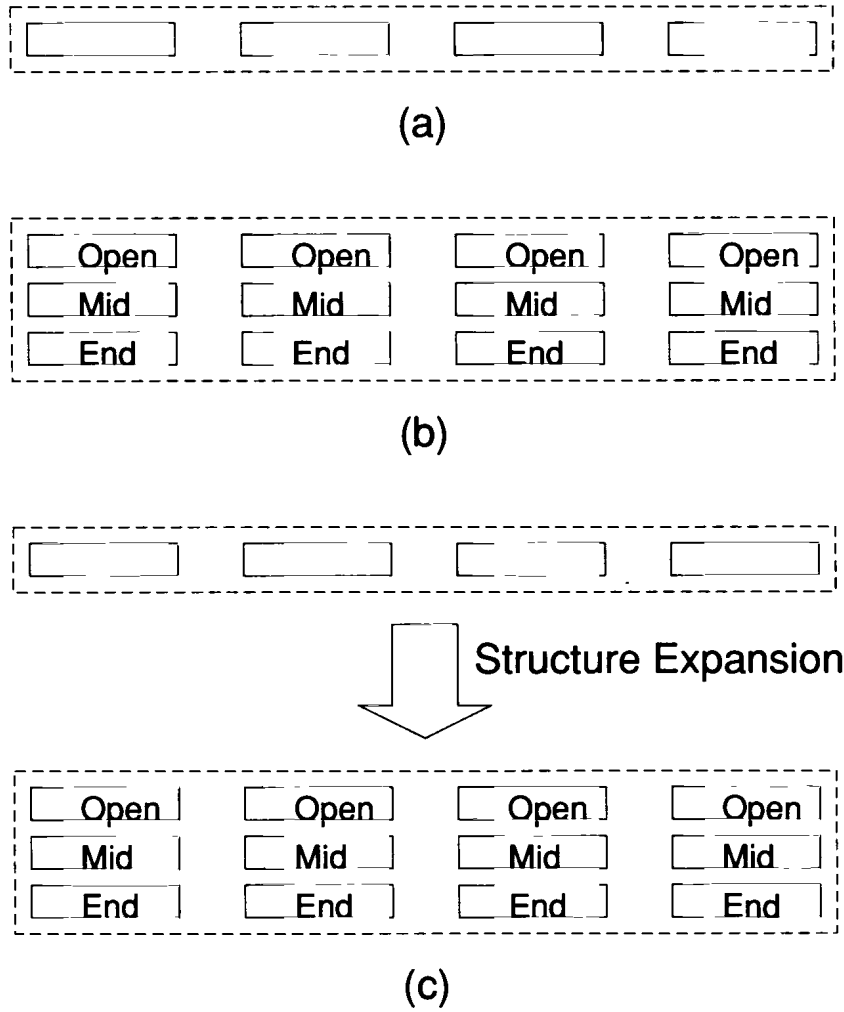 (a)
Open Open Open Open
Mid Mid Mid Mid
End End End End
(b)
Structure Expansion
Open Open Open Open
Mid Mid Mid Mid
End End End End
(c)